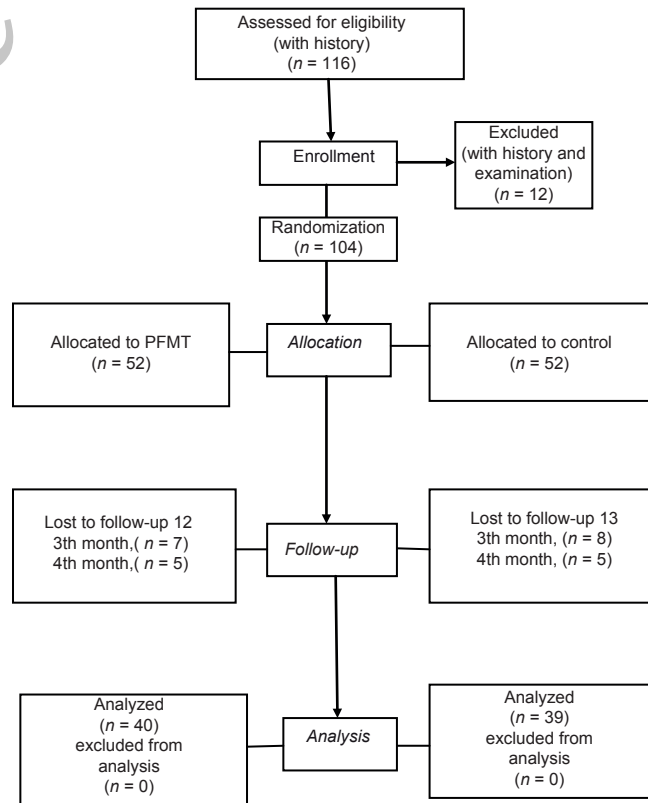 Assessed for eligibility
(with history)
(n = 116)
Enrollment
Excluded
(with history and
examination)
(n = 12)
Randomization
(n = 104)
Allocated to PFMT
(n = 52)
Allocation
Allocated to control
(n = 52)
Lost to follow-up 12
3th month,( n = 7)
4th month,( n = 5)
Follow-up
Lost to follow-up 13
3th month, (n = 8)
4th month, (n = 5)
Analyzed
(n = 40)
excluded from
analysis
(n = 0)
Analysis
Analyzed
(n = 39)
excluded from
analysis
(n = 0)